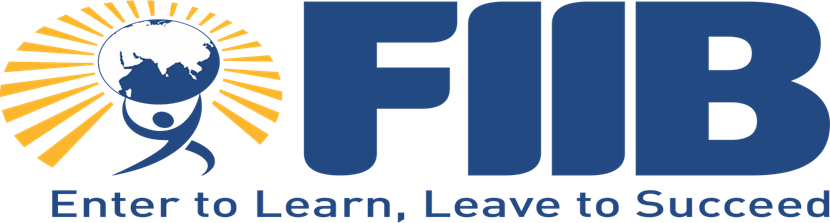 FIIB
Enter to Learn, Leave to Succeed